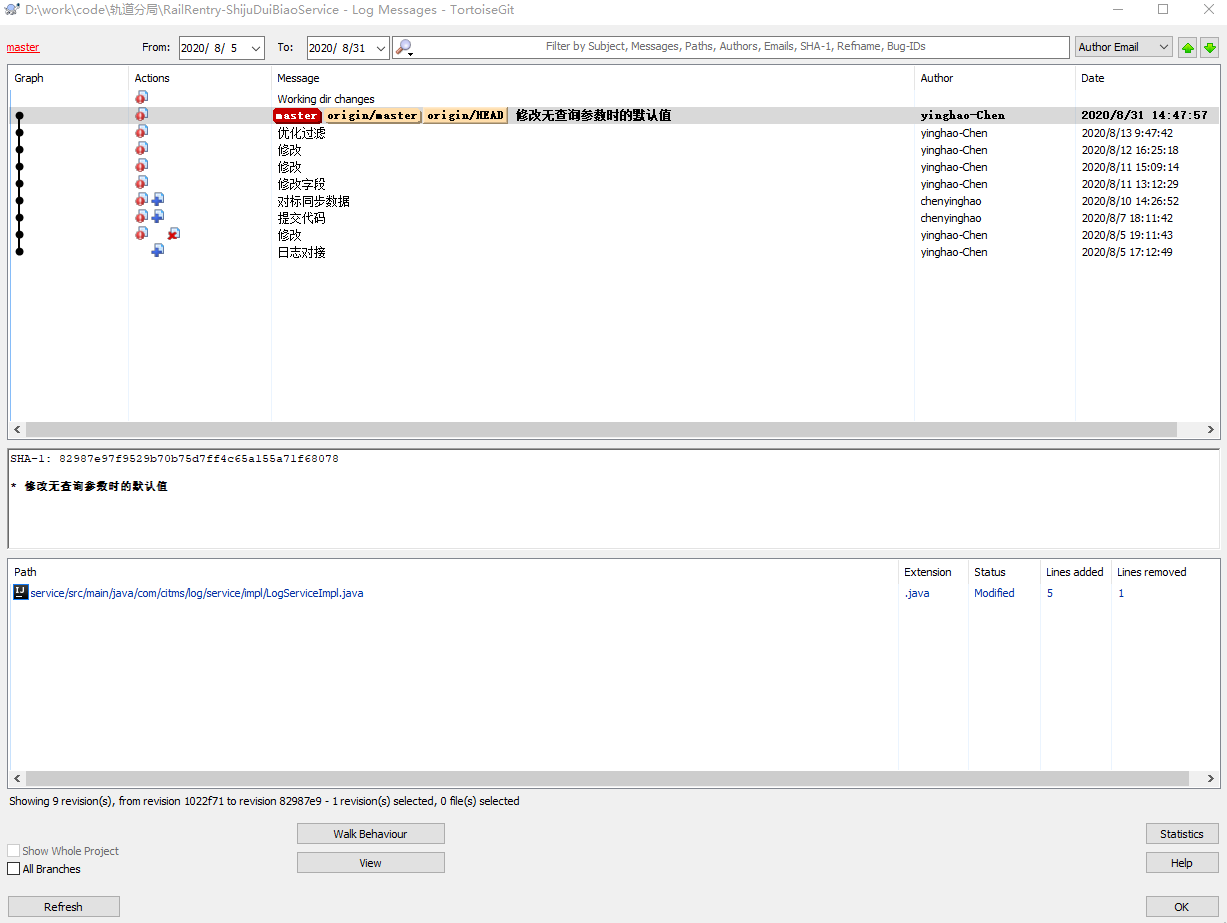 D:\work\code\轨道分局\RailRentry-ShijuDuiBiaoService - Log Messages - TortoiseGit
master From: 2020/ 8/ 5 To: 2020/ 8/31 Filter by Subject, Messages, Paths, Authors, Emails, SHA-1, Refname, Bug-IDs Author Email
Graph Actions Message Author Date
Working dir changes
master origin/master origin/HEAD 修改无查询参数时的默认值 yinghao-Chen 2020/8/31 14:47:57
优化过滤 yinghao-Chen 2020/8/13 9:47:42
修改 yinghao-Chen 2020/8/12 16:25:18
修改 yinghao-Chen 2020/8/11 15:09:14
修改字段 yinghao-Chen 2020/8/11 13:12:29
对标同步数据 chenyinghao 2020/8/10 14:26:52
提交代码 chenyinghao 2020/8/7 18:11:42
修改 yinghao-Chen 2020/8/5 19:11:43
日志对接 yinghao-Chen 2020/8/5 17:12:49
SHA-1: 82987e97f9529b70b75d7ff4c65a155a71f68078
* 修改无查询参数时的默认值
Path Extension Status Lines added Lines removed
service/src/main/java/com/citms/log/service/impl/LogServiceImpl.java .java Modified 5 1
Showing 9 revision(s), from revision 1022f71 to revision 82987e9 - 1 revision(s) selected, 0 file(s) selected
Walk Behaviour Statistics
Show Whole Project
View Help
All Branches
Refresh OK